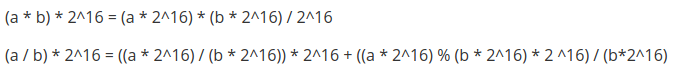 (a * b) * 2^16 = (a * 2^16) * (b * 2^16) / 2^16
(a / b) * 2^16 = ((a * 2^16) / (b * 2^16)) * 2^16 + ((a * 2^16) % (b * 2^16) * 2 ^16) / (b*2^16)